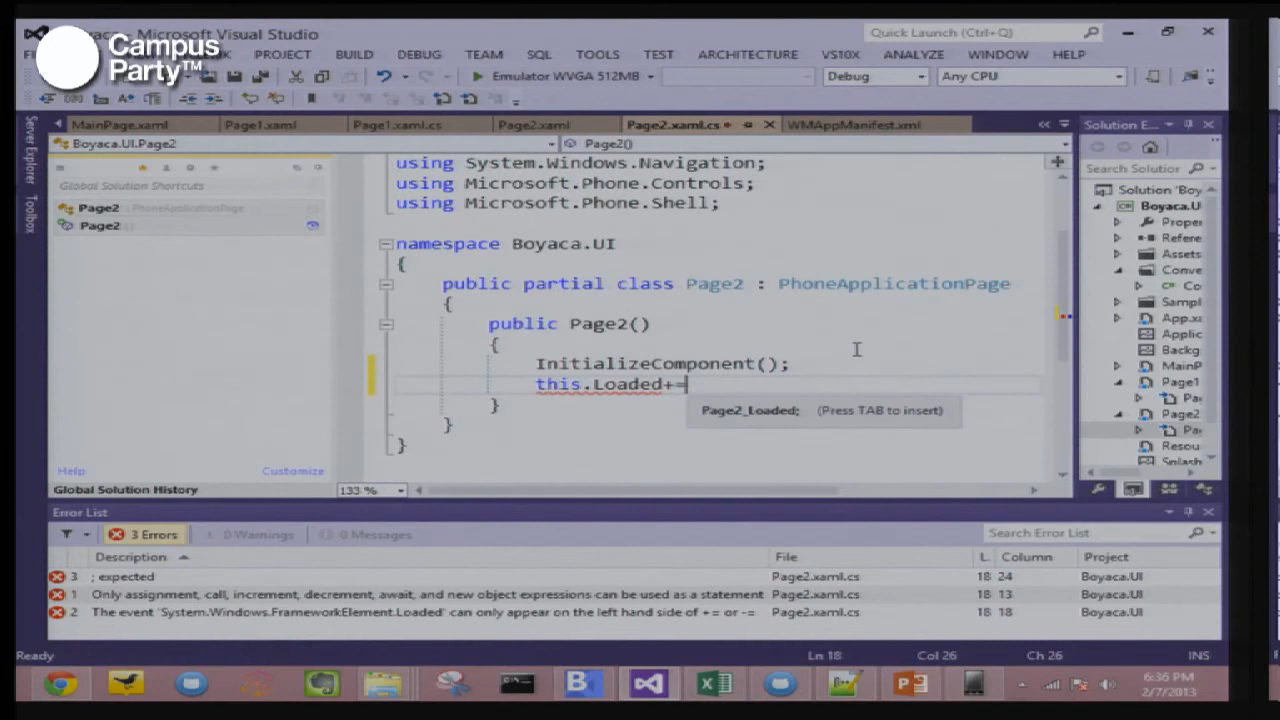 Campus
Party™
Microsoft Visual Studio
Quick Launch (Ctrl+Q)
PROJECT BUILD DEBUG TEAM SQL TOOLS TEST ARCHITECTURE VS10X ANALYZE WINDOW HELP
Emulator WVGA 512MB Debug Any CPU
MainPage.xaml Page1.xaml Page1.xaml.cs Page2.xaml Page2.xaml.cs WMAppManifest.xml
Boyaca.UI.Page2 Page2()
Server Explorer
Toolbox
Global Solution Shortcuts
Page2 : PhoneApplicationPage
Page2 ()
Help Customize
Global Solution History
using System.Windows.Navigation;
using Microsoft.Phone.Controls;
using Microsoft.Phone.Shell;
namespace Boyaca.UI
{
public partial class Page2 : PhoneApplicationPage
{
public Page2()
{
InitializeComponent();
this.Loaded+=
Page2_Loaded; (Press TAB to insert)
}
}
}
133 %
Solution E...
Search Solution
Solution 'Boy
Boyaca.U
Proper
Refere
Assets
Conve
Co
Sampl
App.xa
Applic
Backg
MainP
Page1
Pa
Page2
Pa
Resou
Splash
Error List
3 Errors 0 Warnings 0 Messages
Search Error List
Description File L. Column Project
3 ; expected Page2.xaml.cs 18 24 Boyaca.UI
1 Only assignment, call, increment, decrement, await, and new object expressions can be used as a statement Page2.xaml.cs 18 13 Boyaca.UI
2 The event 'System.Windows.FrameworkElement.Loaded' can only appear on the left hand side of += or -= Page2.xaml.cs 18 18 Boyaca.UI
Ready Ln 18 Col 26 Ch 26 INS
6:36 PM
2/7/2013